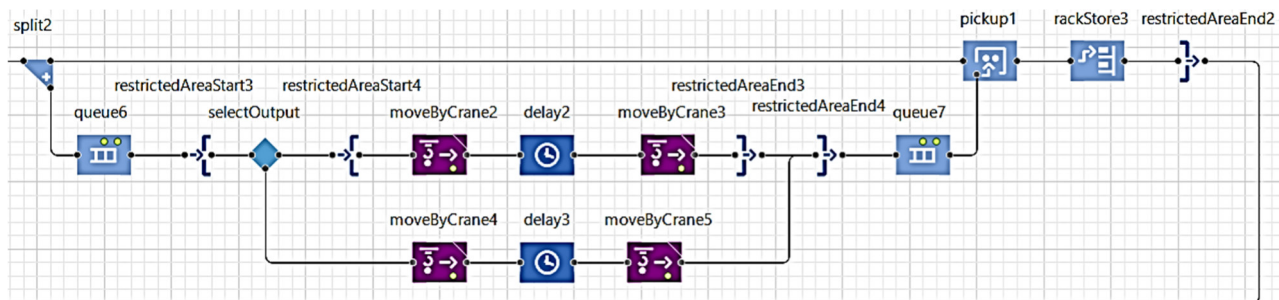 split2
pickup1 rackStore3 restrictedAreaEnd2
restrictedAreaStart3 restrictedAreaStart4 restrictedAreaEnd3
restrictedAreaEnd4
queue6 selectOutput moveByCrane2 delay2 moveByCrane3 queue7
moveByCrane4 delay3 moveByCrane5